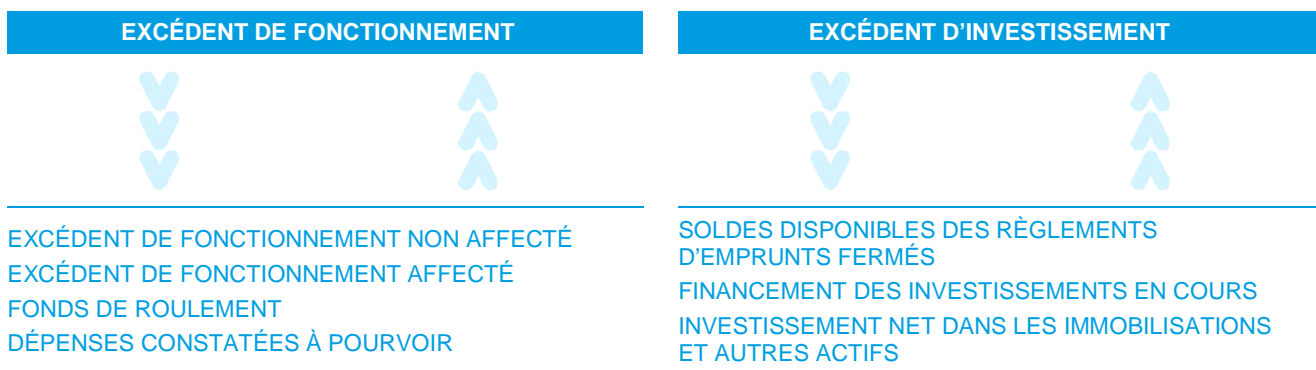 EXCÉDENT DE FONCTIONNEMENT
EXCÉDENT DE FONCTIONNEMENT NON AFFECTÉ
EXCÉDENT DE FONCTIONNEMENT AFFECTÉ
FONDS DE ROULEMENT
DÉPENSES CONSTATÉES À POURVOIR
EXCÉDENT D’INVESTISSEMENT
SOLDES DISPONIBLES DES RÈGLEMENTS
D'EMPRUNTS FERMÉS
FINANCEMENT DES INVESTISSEMENTS EN COURS
INVESTISSEMENT NET DANS LES IMMOBILISATIONS
ET AUTRES ACTIFS